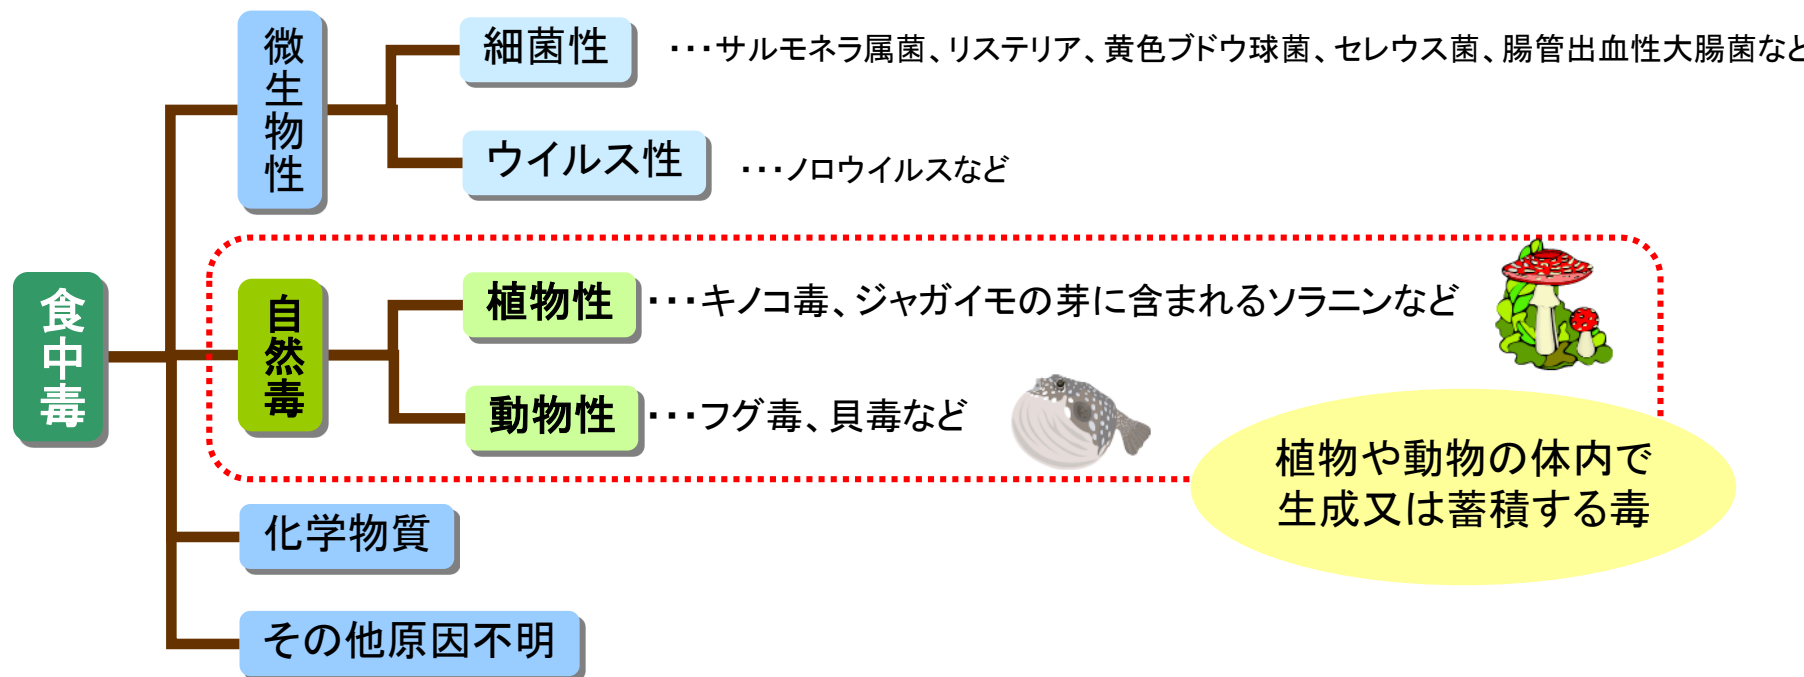 食中毒
微生物性
細菌性
・・・サルモネラ属菌、リステリア、黄色ブドウ球菌、セレウス菌、腸管出血性大腸菌など
ウイルス性
・・・ノロウイルスなど
自然毒
植物性
・・・キノコ毒、ジャガイモの芽に含まれるソラニンなど
動物性
・・・フグ毒、貝毒など
植物や動物の体内で
生成又は蓄積する毒
化学物質
その他原因不明